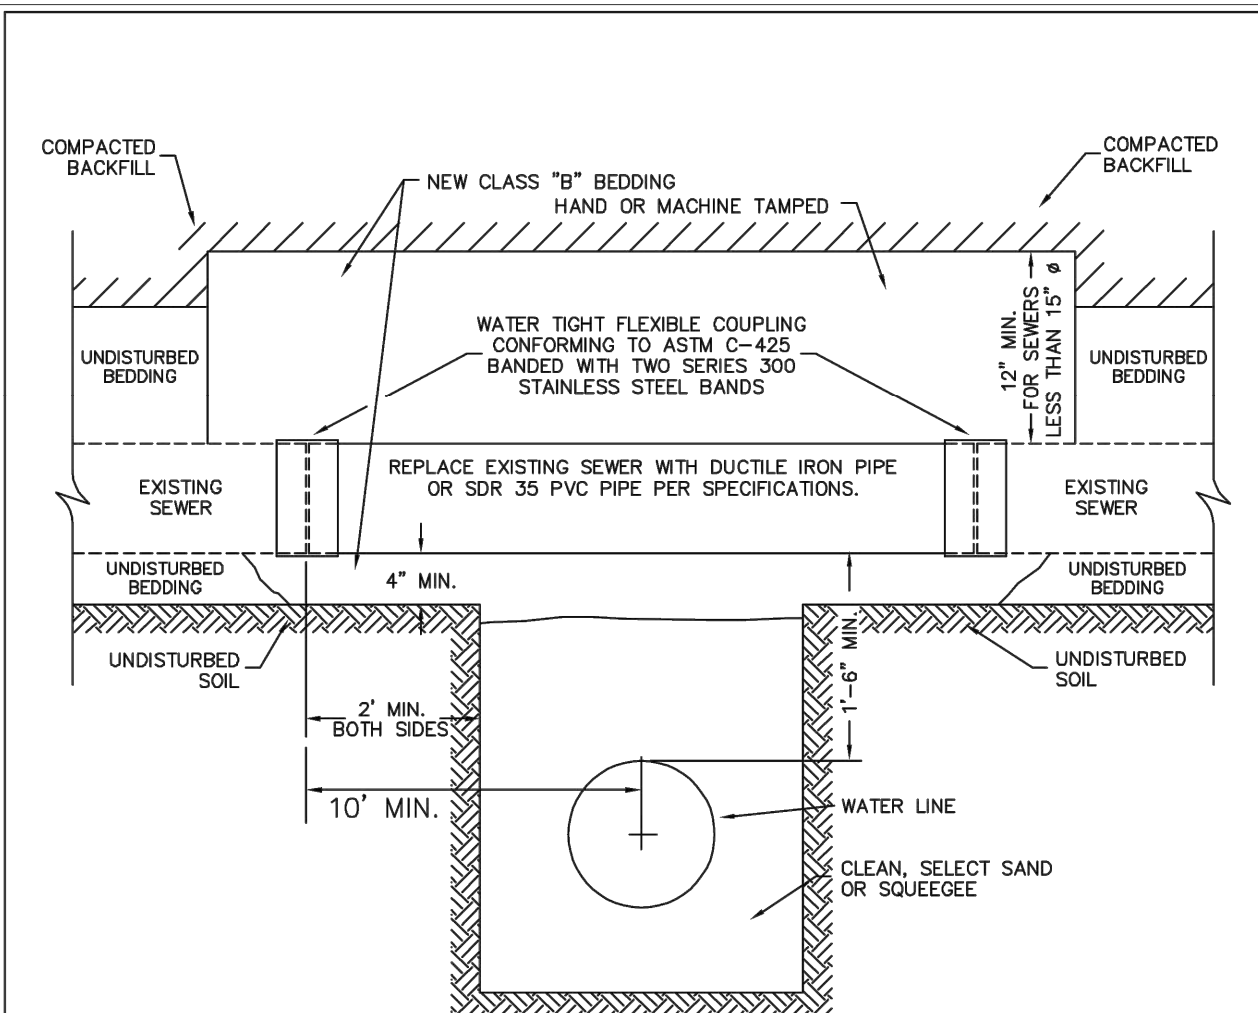 COMPACTED
BACKFILL
COMPACTED
BACKFILL
NEW CLASS "B" BEDDING
HAND OR MACHINE TAMPED
WATER TIGHT FLEXIBLE COUPLING
CONFORMING TO ASTM C-425
BANDED WITH TWO SERIES 300
STAINLESS STEEL BANDS
12" MIN.
FOR SEWERS
LESS THAN 15" ø
UNDISTURBED
BEDDING
UNDISTURBED
BEDDING
REPLACE EXISTING SEWER WITH DUCTILE IRON PIPE
OR SDR 35 PVC PIPE PER SPECIFICATIONS.
EXISTING
SEWER
EXISTING
SEWER
UNDISTURBED
BEDDING
4" MIN.
UNDISTURBED
BEDDING
UNDISTURBED
SOIL
1'-6" MIN.
UNDISTURBED
SOIL
2' MIN.
BOTH SIDES
10' MIN.
WATER LINE
CLEAN, SELECT SAND
OR SQUEEGEE